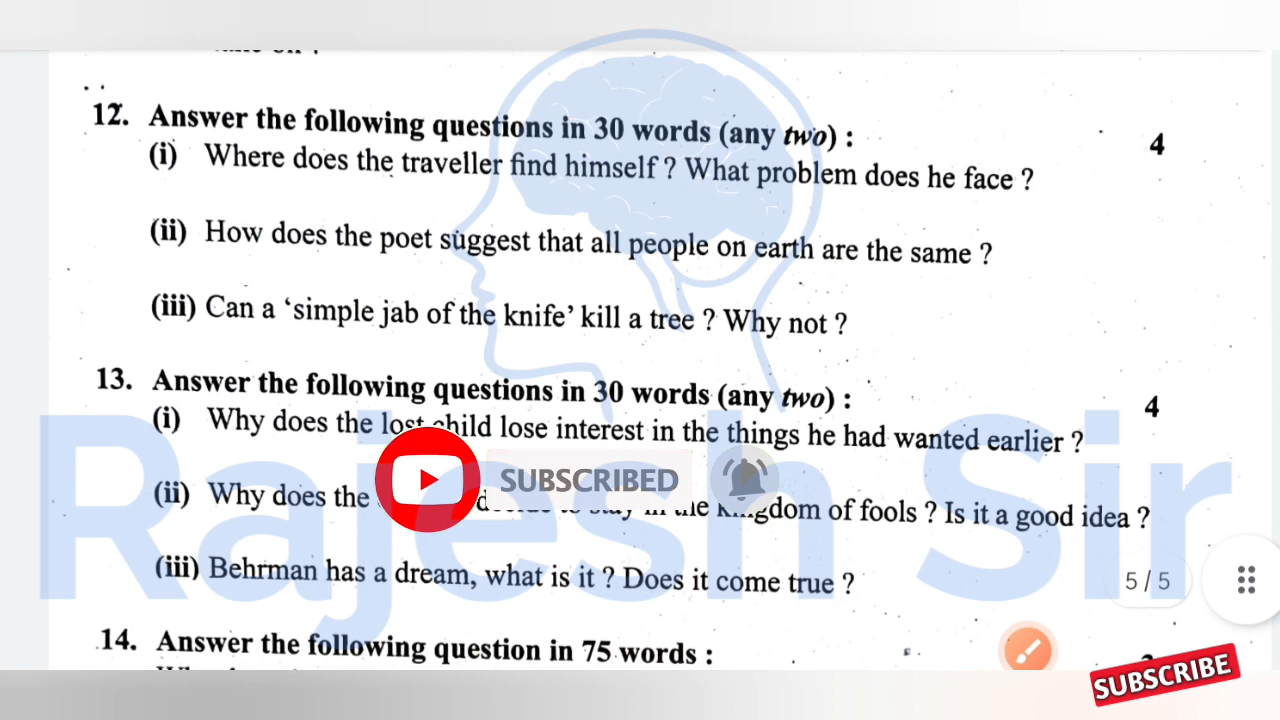 12. Answer the following questions in 30 words (any two) :
4
(i) Where does the traveller find himself ? What problem does he face ?
(ii) How does the poet suggest that all people on earth are the same ?
(iii) Can a ‘simple jab of the knife’ kill a tree ? Why not ?
13. Answer the following questions in 30 words (any two) :
4
(i) Why does the lost child lose interest in the things he had wanted earlier ?
SUBSCRIBED
(ii) Why does the in the kingdom of fools ? Is it a good idea ?
Rajesh Sir
(iii) Behrman has a dream, what is it ? Does it come true ?
5 / 5
14. Answer the following question in 75 words :
SUBSCRIBE